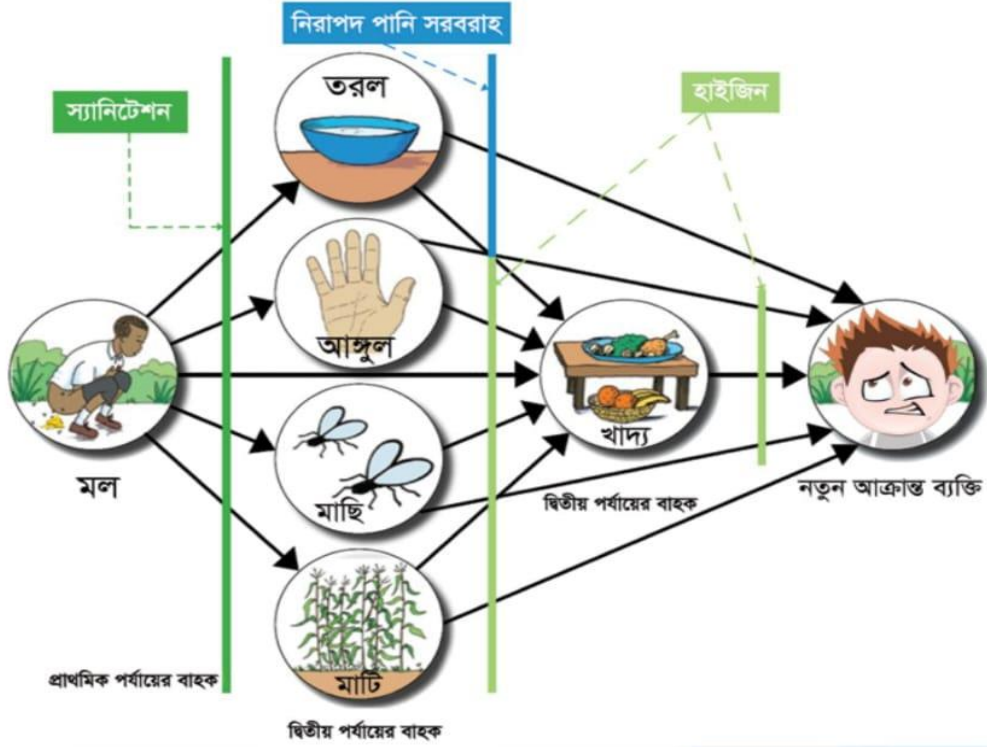 নিরাপদ পানি সরবরাহ
স্যানিটেশন
তরল
হাইজিন
আঙ্গুল
মল
মাছি
খাদ্য
দ্বিতীয় পর্যায়ের বাহক
নতুন আক্রান্ত ব্যক্তি
প্রাথমিক পর্যায়ের বাহক
মাটি
দ্বিতীয় পর্যায়ের বাহক